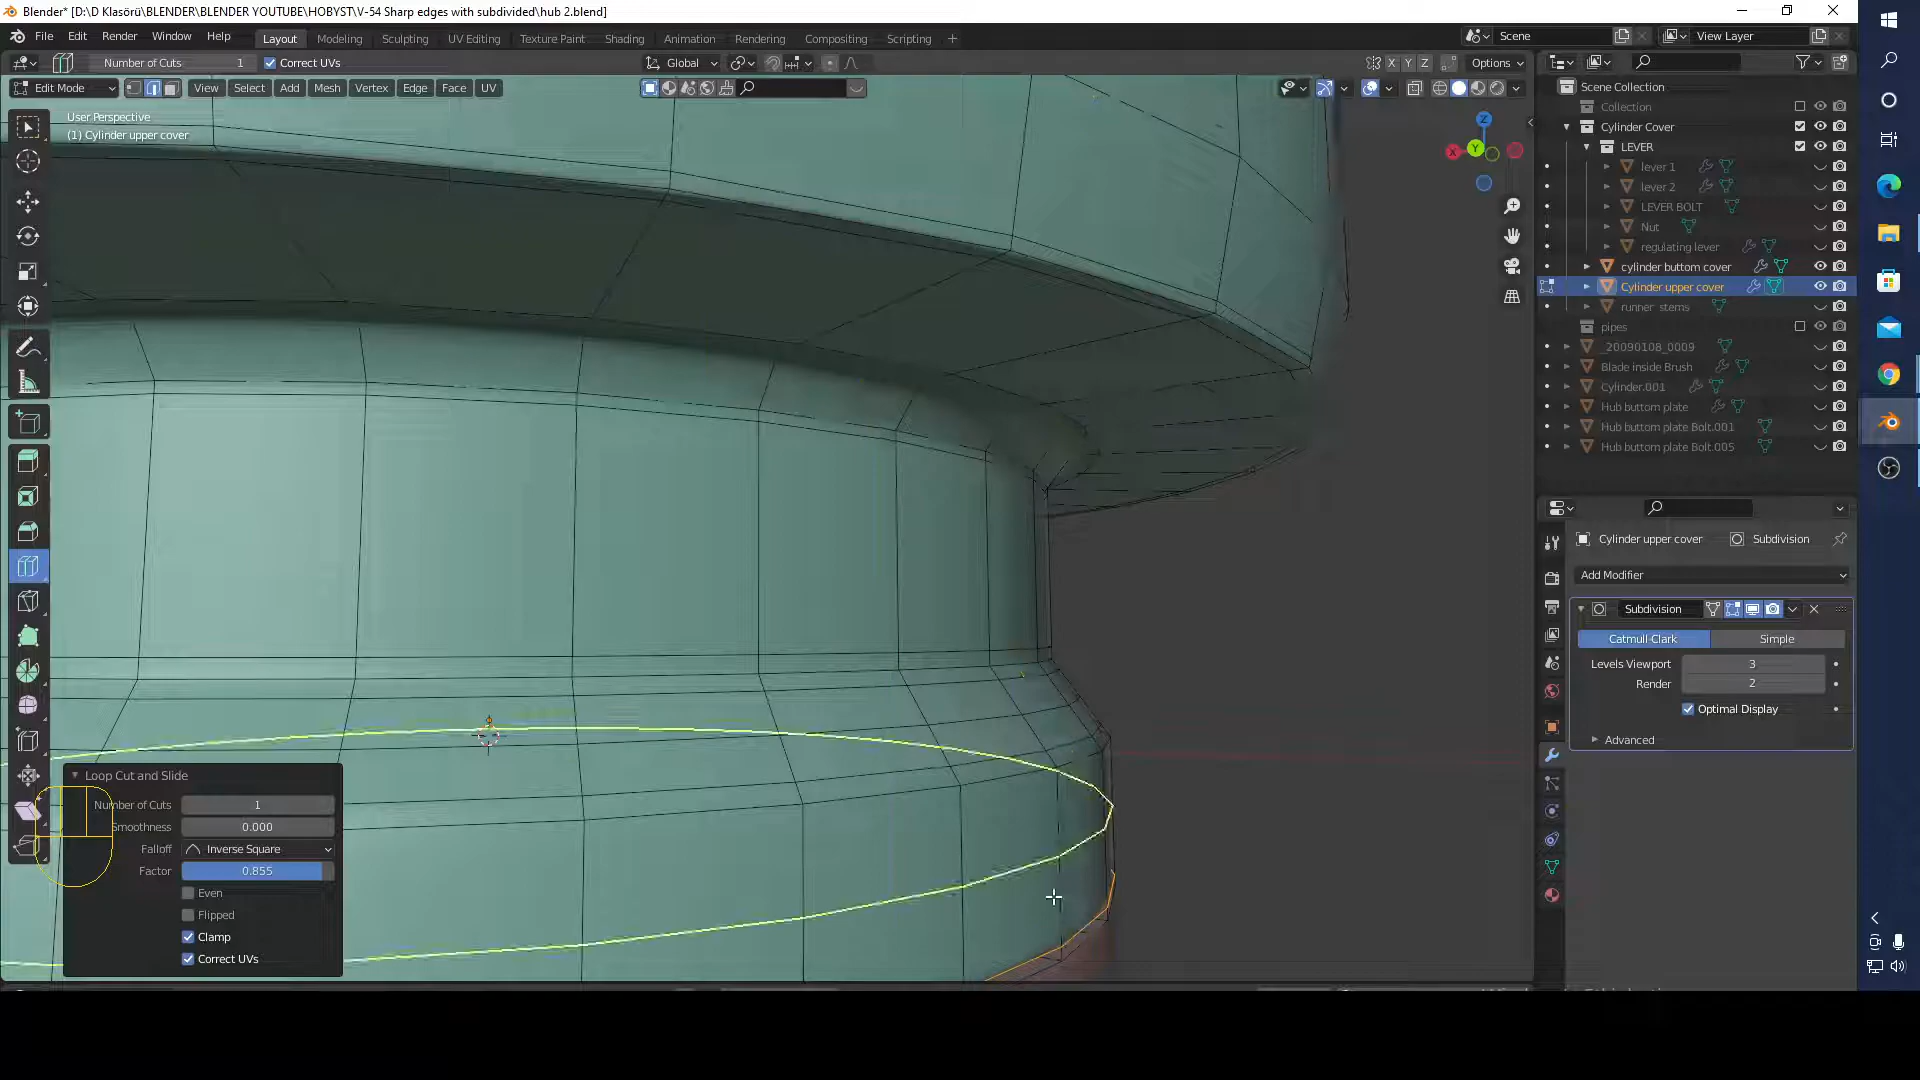 Blender* [D:\D Klasörü\BLENDER\BLENDER YOUTUBE\HOBYST\V-54 Sharp edges with subdivided\hub 2.blend]
File Edit Render Window Help Layout Modeling Sculpting UV Editing Texture Paint Shading Animation Rendering Compositing Scripting + Scene View Layer
Number of Cuts 1 Correct UVs Global X Y Z Options
Edit Mode View Select Add Mesh Vertex Edge Face UV
User Perspective
(1) Cylinder upper cover
Z
X Y
Scene Collection
Collection
Cylinder Cover
LEVER
lever 1
lever 2
LEVER BOLT
Nut
regulating lever
cylinder buttom cover
Cylinder upper cover
runner stems
pipes
_20090108_0009
Blade inside Brush
Cylinder.001
Hub buttom plate
Hub buttom plate Bolt.001
Hub buttom plate Bolt.005
Cylinder upper cover Subdivision
Add Modifier
Subdivision
Catmull-Clark Simple
Levels Viewport 3
Render 2
Optimal Display
Advanced
Loop Cut and Slide
Number of Cuts 1
Smoothness 0.000
Falloff Inverse Square
Factor 0.855
Even
Flipped
Clamp
Correct UVs